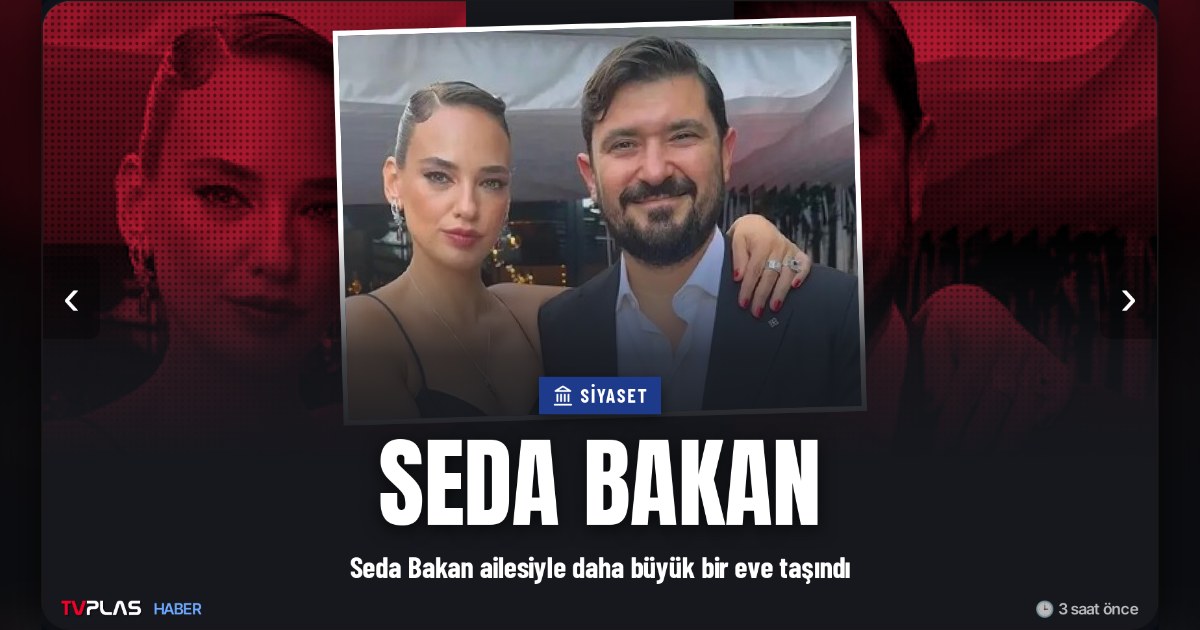 SİYASET
SEDA BAKAN
Seda Bakan ailesiyle daha büyük bir eve taşındı
TVPLAS HABER
3 saat önce